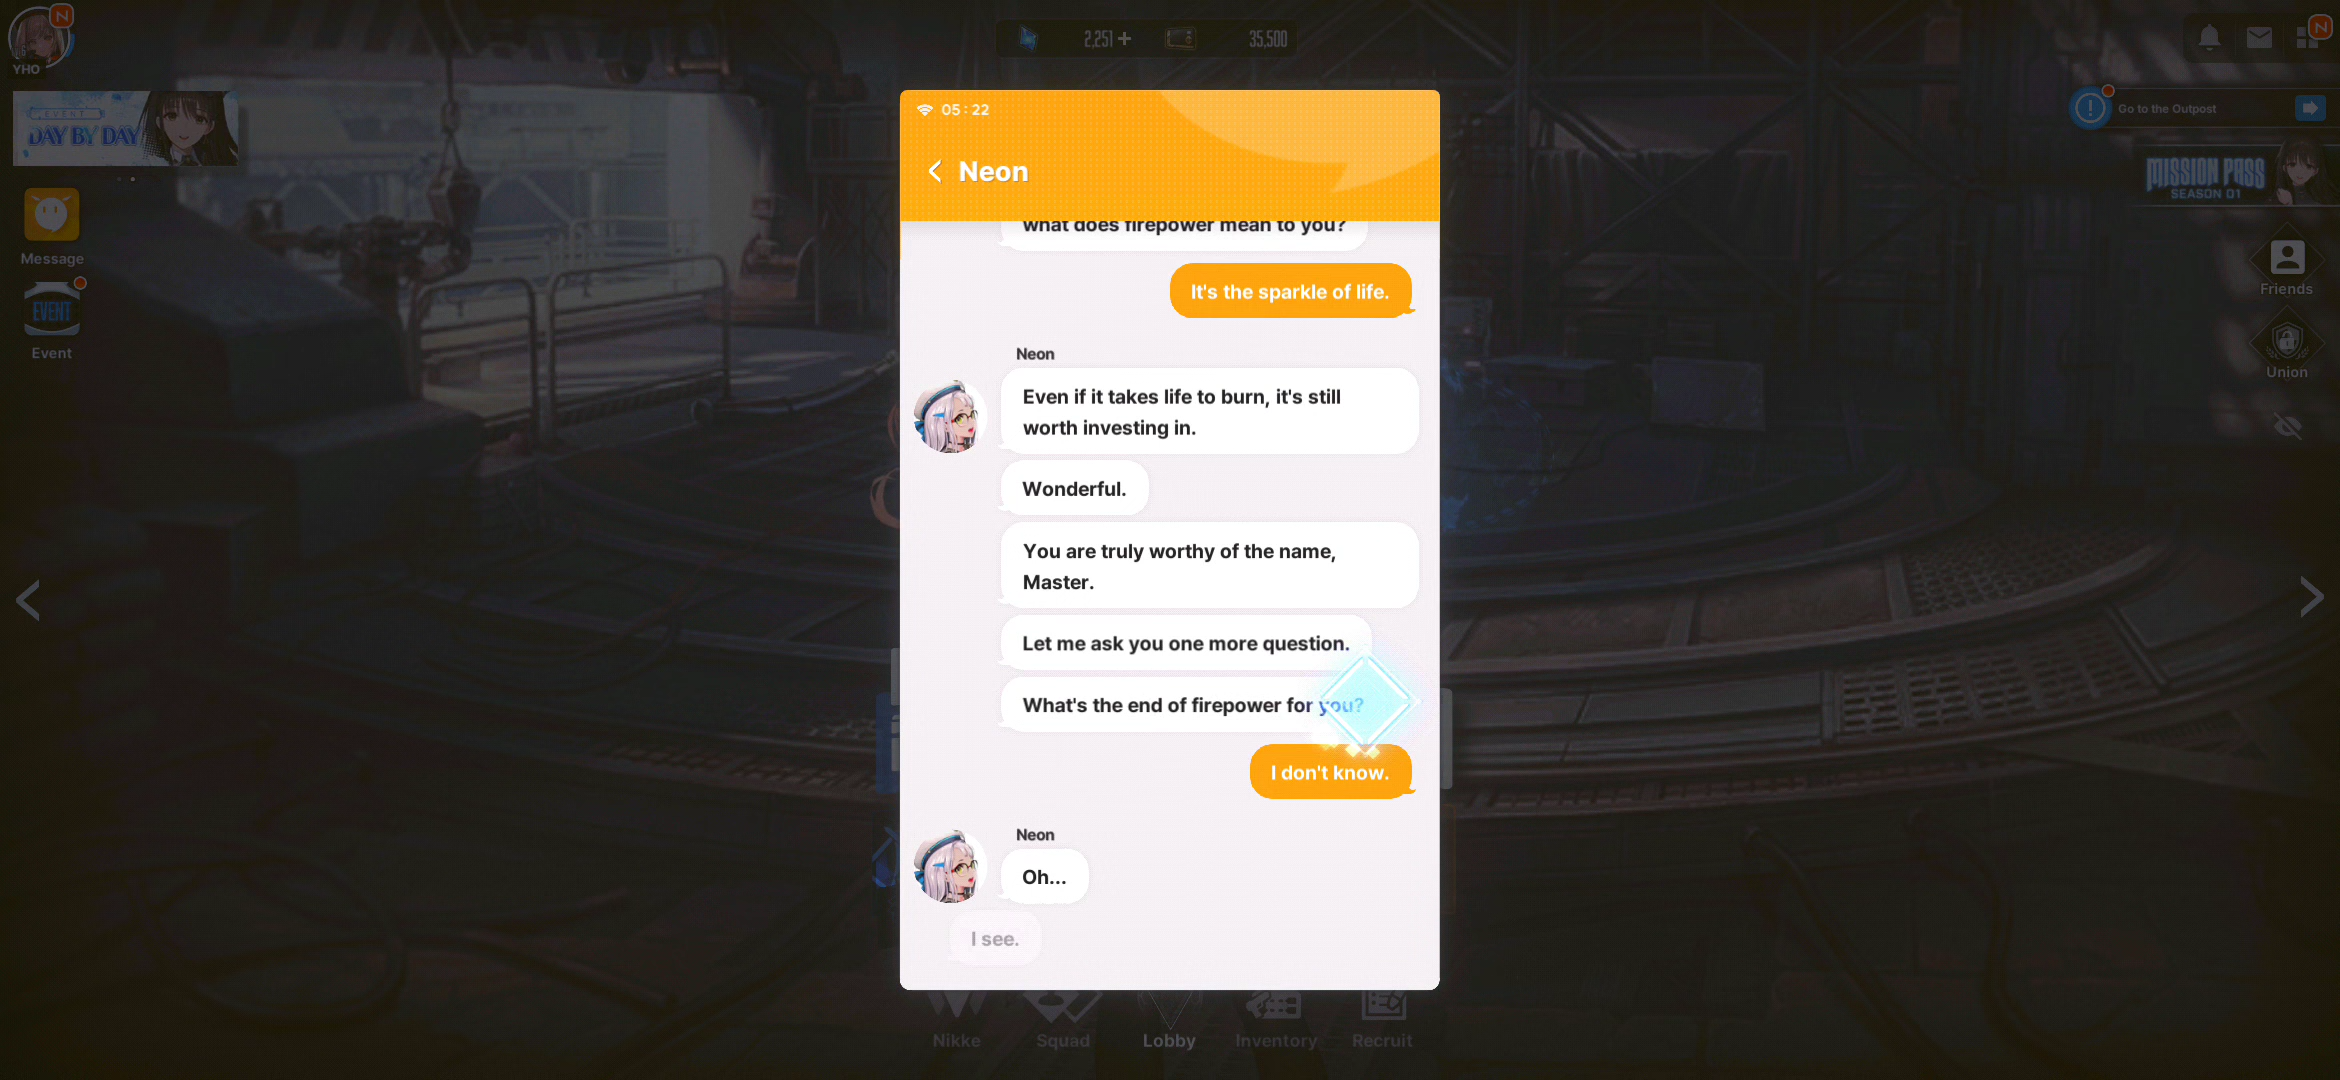 N
YHO
2,251
35,500
N
EVENT
DAY BY DAY
Go to the Outpost
MISSION PASS
SEASON 01
Message
EVENT
Event
Friends
Union
05 : 22
Neon
what does firepower mean to you?
It's the sparkle of life.
Neon
Even if it takes life to burn, it's still
worth investing in.
Wonderful.
You are truly worthy of the name,
Master.
Let me ask you one more question.
What's the end of firepower for you?
I don't know.
Neon
Oh...
I see.
Nikke
Squad
Lobby
Inventory
Recruit